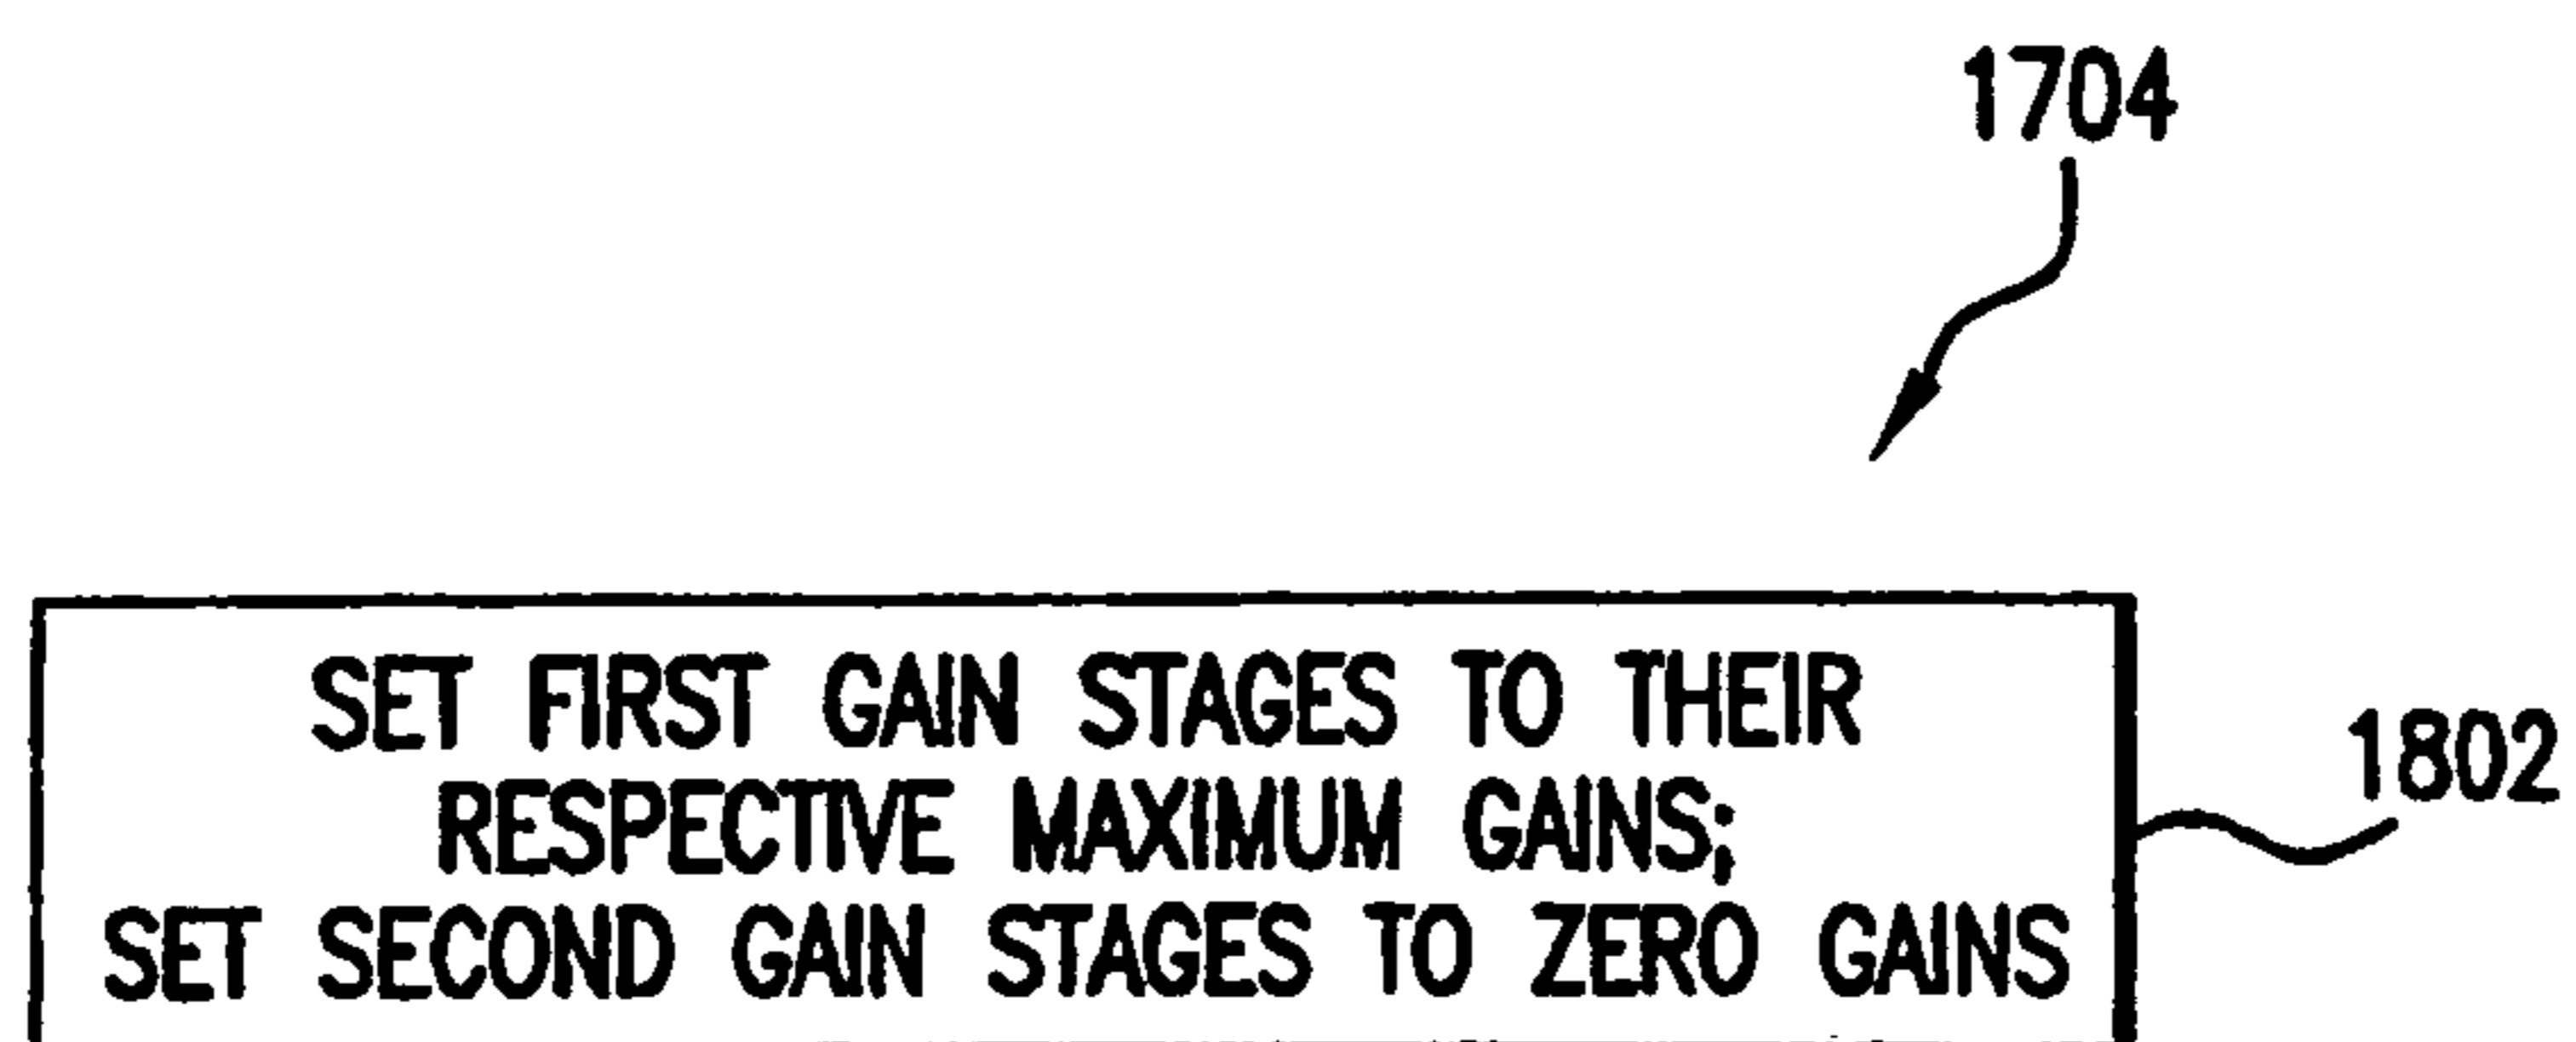 1704
SET FIRST GAIN STAGES TO THEIR
RESPECTIVE MAXIMUM GAINS;
SET SECOND GAIN STAGES TO ZERO GAINS
1802